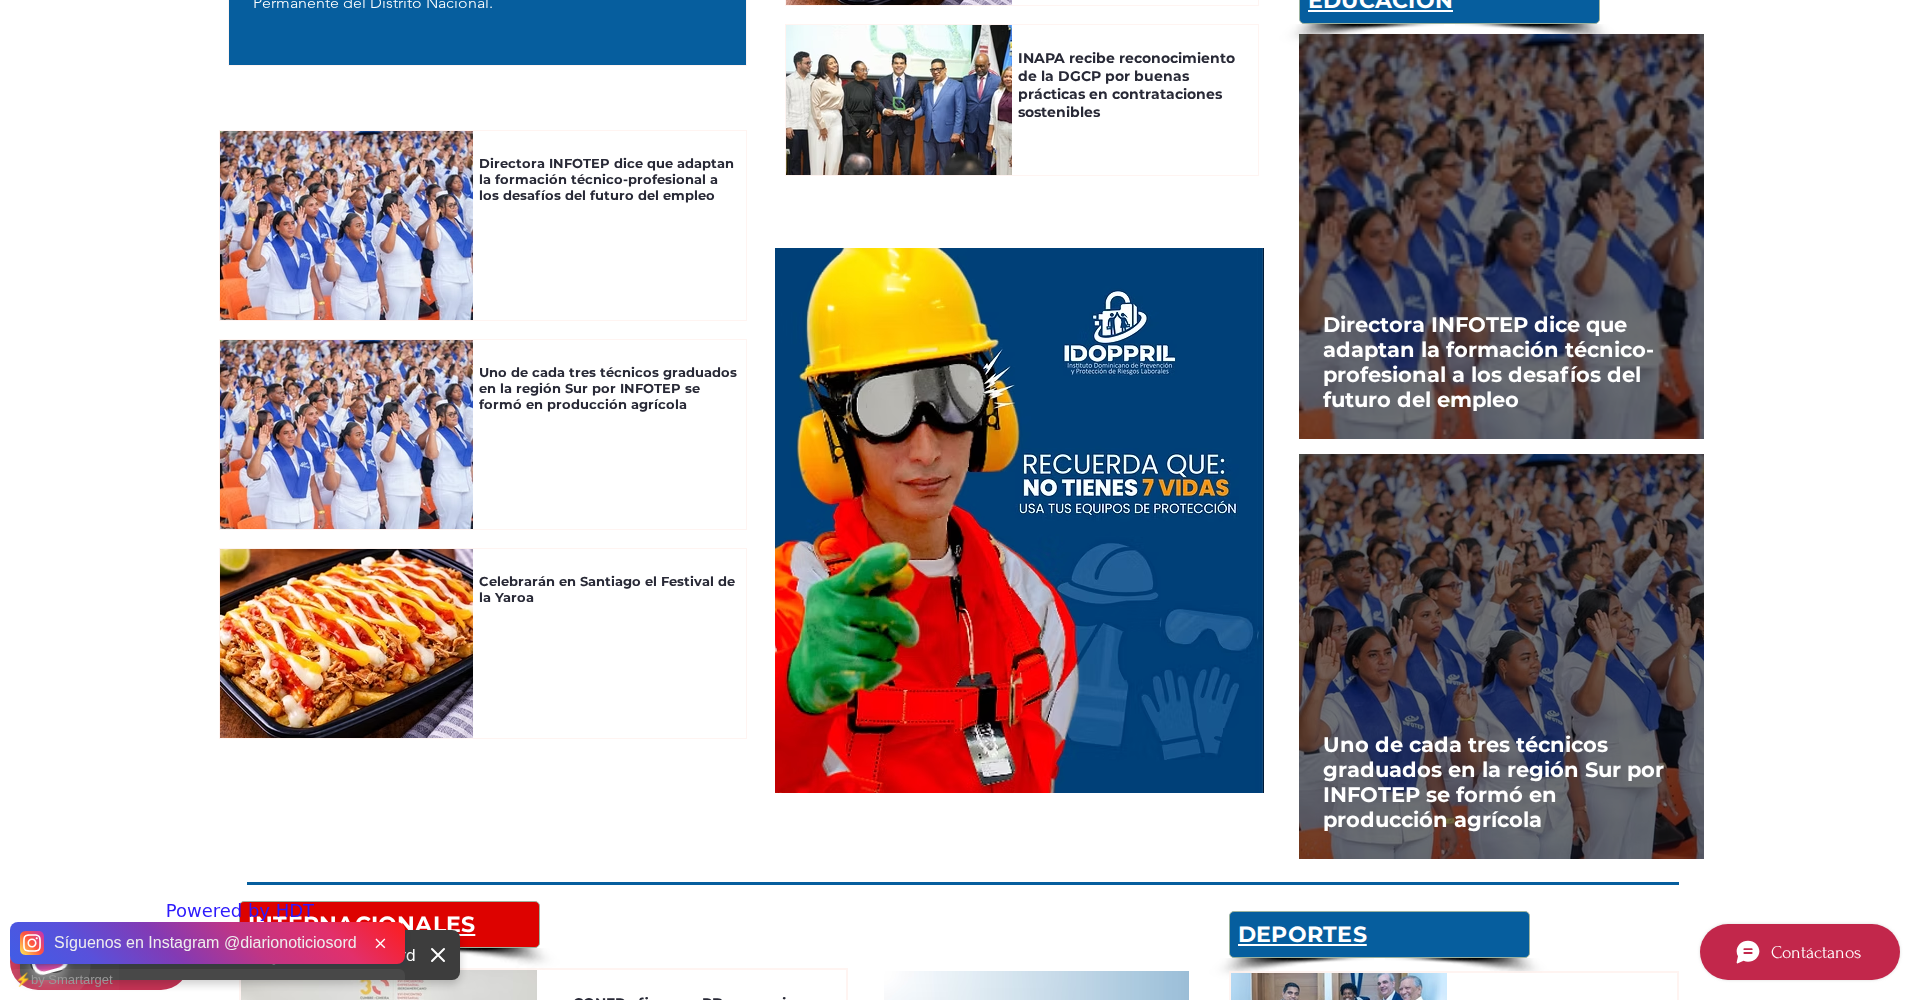 Permanente del Distrito Nacional.
Directora INFOTEP dice que adaptan
la formación técnico-profesional a
los desafíos del futuro del empleo
Uno de cada tres técnicos graduados
en la región Sur por INFOTEP se
formó en producción agrícola
Celebrarán en Santiago el Festival de
la Yaroa
INAPA recibe reconocimiento
de la DGCP por buenas
prácticas en contrataciones
sostenibles
IDOPPRIL
Instituto Dominicano de Prevención
y Protección de Riesgos Laborales
RECUERDA QUE:
NO TIENES 7 VIDAS
USA TUS EQUIPOS DE PROTECCIÓN
EDUCACIÓN
Directora INFOTEP dice que
adaptan la formación técnico-
profesional a los desafíos del
futuro del empleo
Uno de cada tres técnicos
graduados en la región Sur por
INFOTEP se formó en
producción agrícola
Powered by HDT
INTERNACIONALES
Síguenos en Instagram @diarionoticiosord
⚡by Smartarget
DEPORTES
Contáctanos